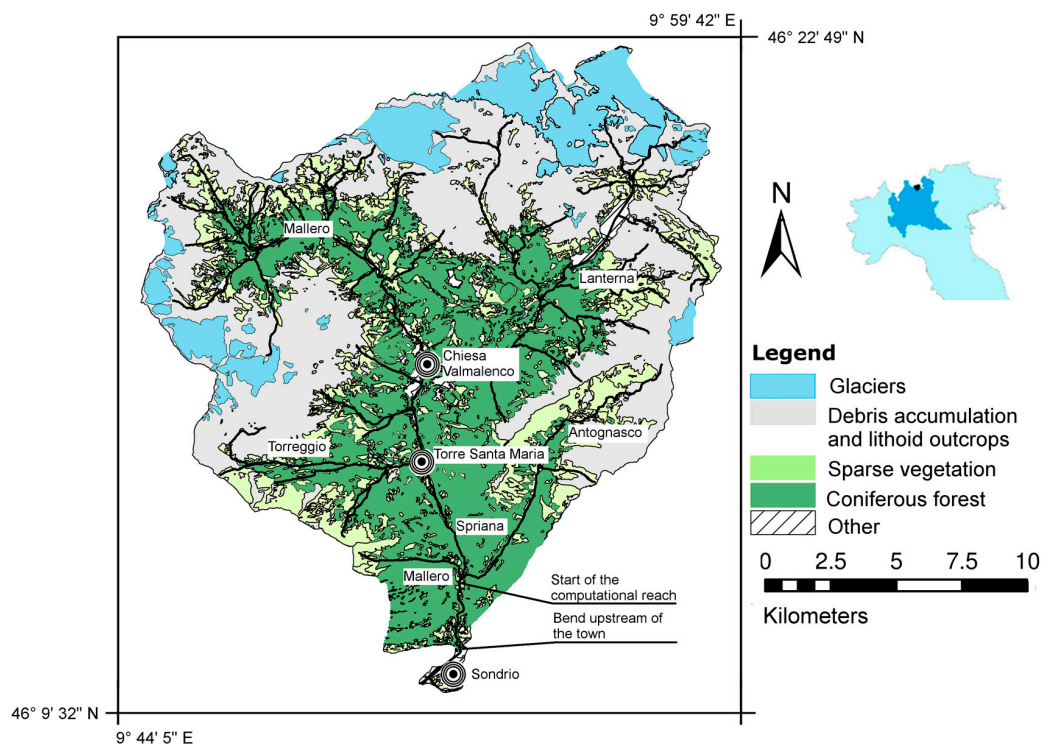 9° 59' 42" E
46° 22' 49" N
N
Mallero
Lanterna
Chiesa
Valmalenco
Antognasco
Torreggio
Torre Santa Maria
Spriana
Mallero
Start of the
computational reach
Bend upstream of
the town
Sondrio
46° 9' 32" N
9° 44' 5" E
Legend
Glaciers
Debris accumulation
and lithoid outcrops
Sparse vegetation
Coniferous forest
Other
0 2.5 5 7.5 10
Kilometers